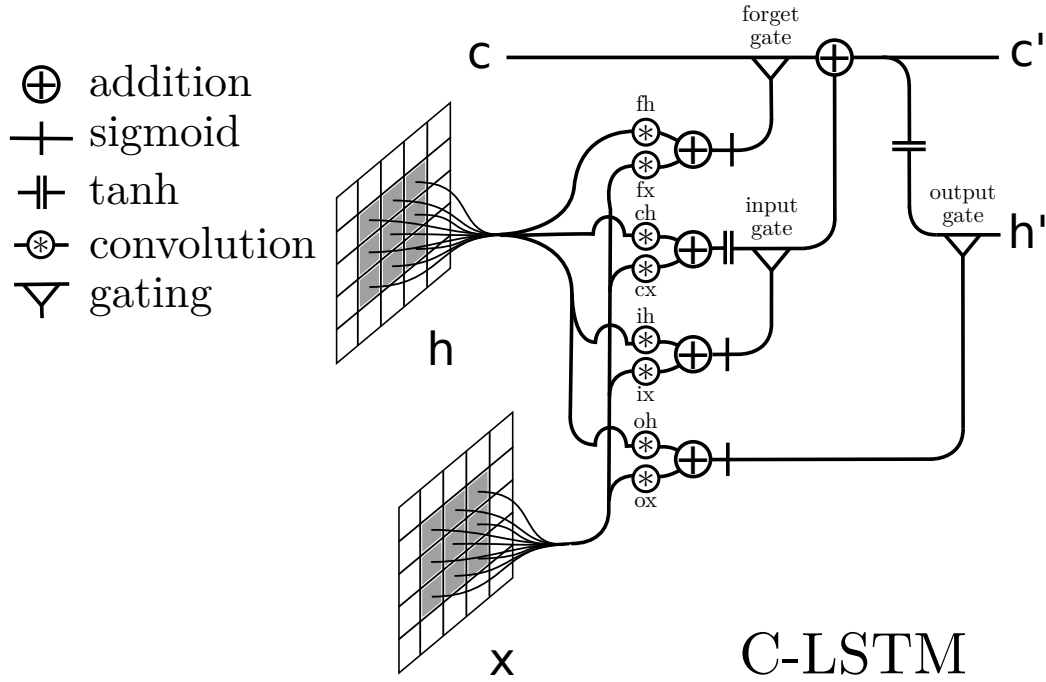 forget
gate
c
c'
addition
sigmoid
tanh
convolution
gating
fh
fx
ch
cx
ih
ix
oh
ox
input
gate
output
gate
h'
h
x
C-LSTM